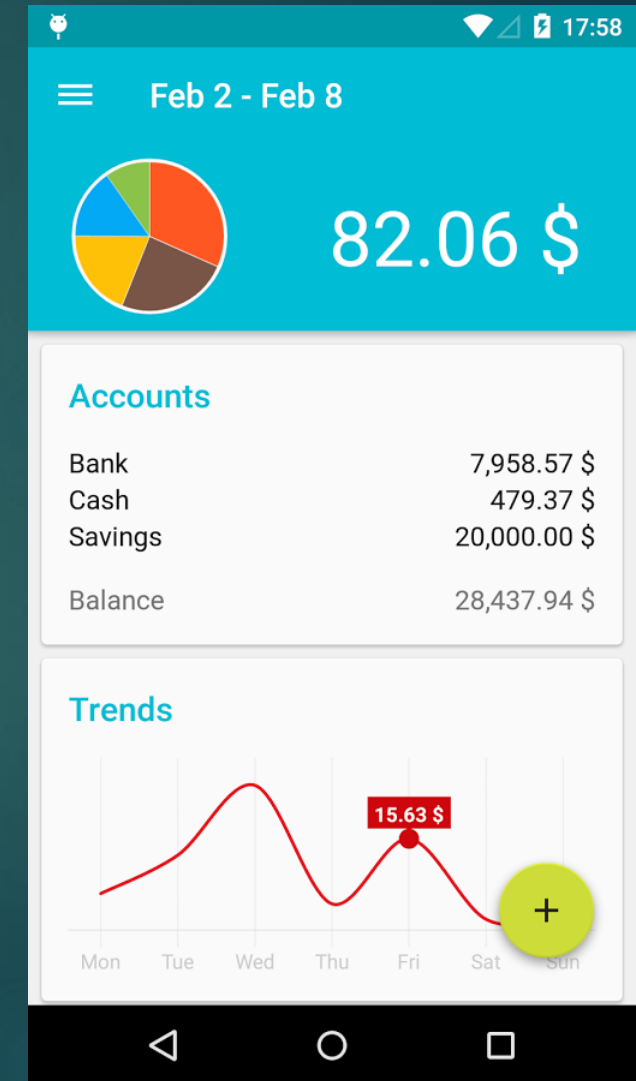 17:58
Feb 2 - Feb 8
82.06 $
Accounts
Bank 7,958.57 $
Cash 479.37 $
Savings 20,000.00 $
Balance 28,437.94 $
Trends
15.63 $
+
Mon Tue Wed Thu Fri Sat Sun